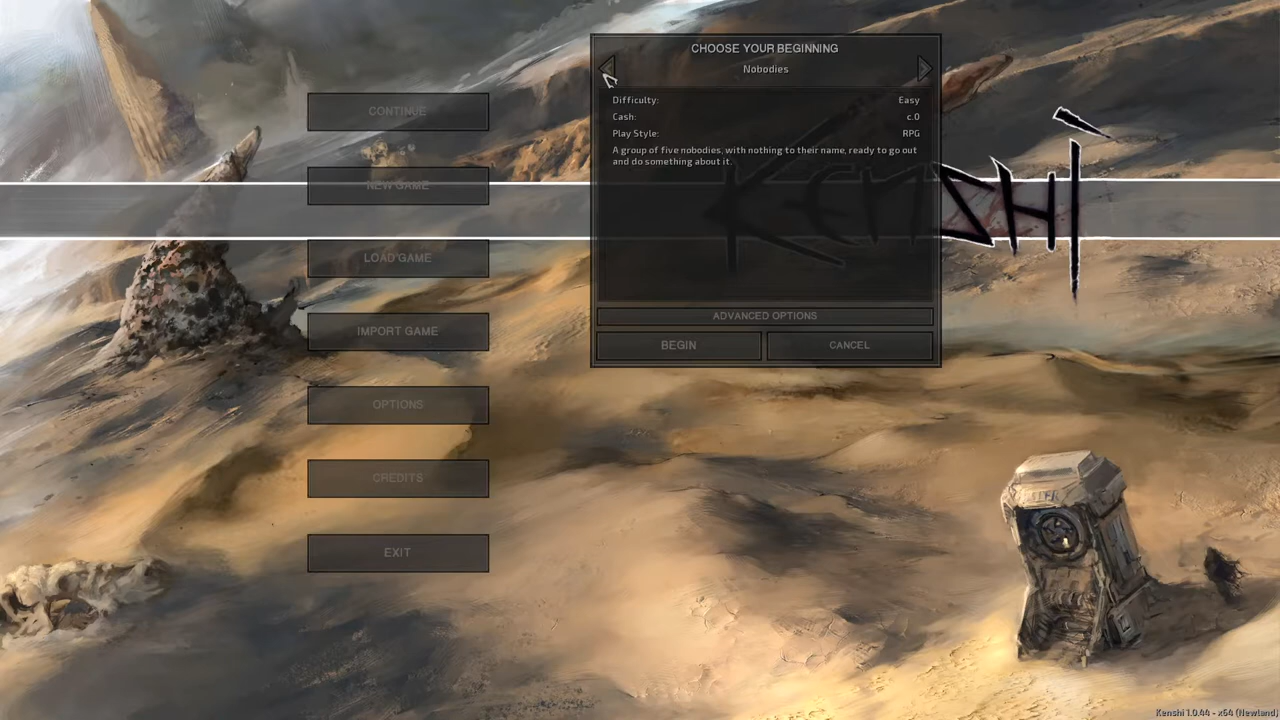 CHOOSE YOUR BEGINNING
Nobodies
Difficulty: Easy
Cash: c.0
Play Style: RPG
A group of five nobodies, with nothing to their name, ready to go out
and do something about it.
ADVANCED OPTIONS
BEGIN CANCEL
CONTINUE
NEW GAME
LOAD GAME
IMPORT GAME
OPTIONS
CREDITS
EXIT
KENSHI
Kenshi 1.0.44 - x64 (Newland)